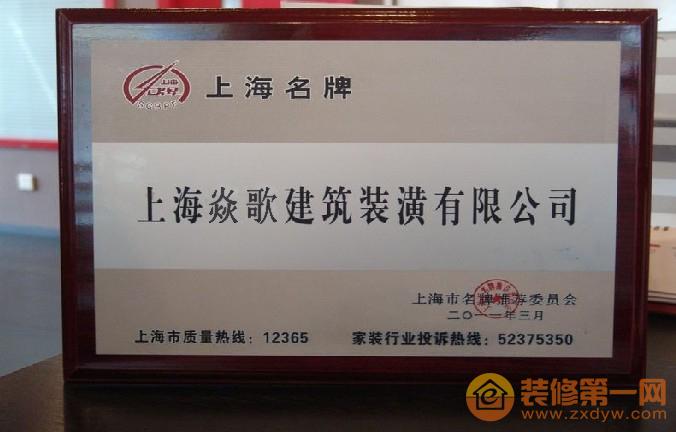 上海名牌
上海焱歌建筑装潢有限公司
上海市名牌推荐委员会
二〇一一年三月
上海市质量热线：12365 家装行业投诉热线：52375350
装修第一网
www.zxdyw.com